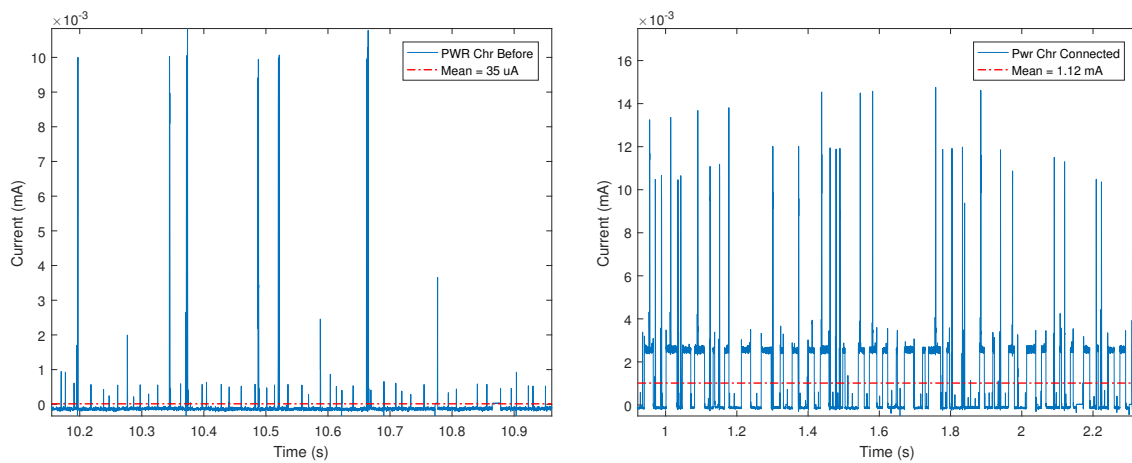 ×10⁻³
10
9
8
7
6
5
4
3
2
1
0
Current (mA)
10.2 10.3 10.4 10.5 10.6 10.7 10.8 10.9
Time (s)
PWR Chr Before
Mean = 35 uA
×10⁻³
16
14
12
10
8
6
4
2
0
Current (mA)
1 1.2 1.4 1.6 1.8 2 2.2
Time (s)
Pwr Chr Connected
Mean = 1.12 mA